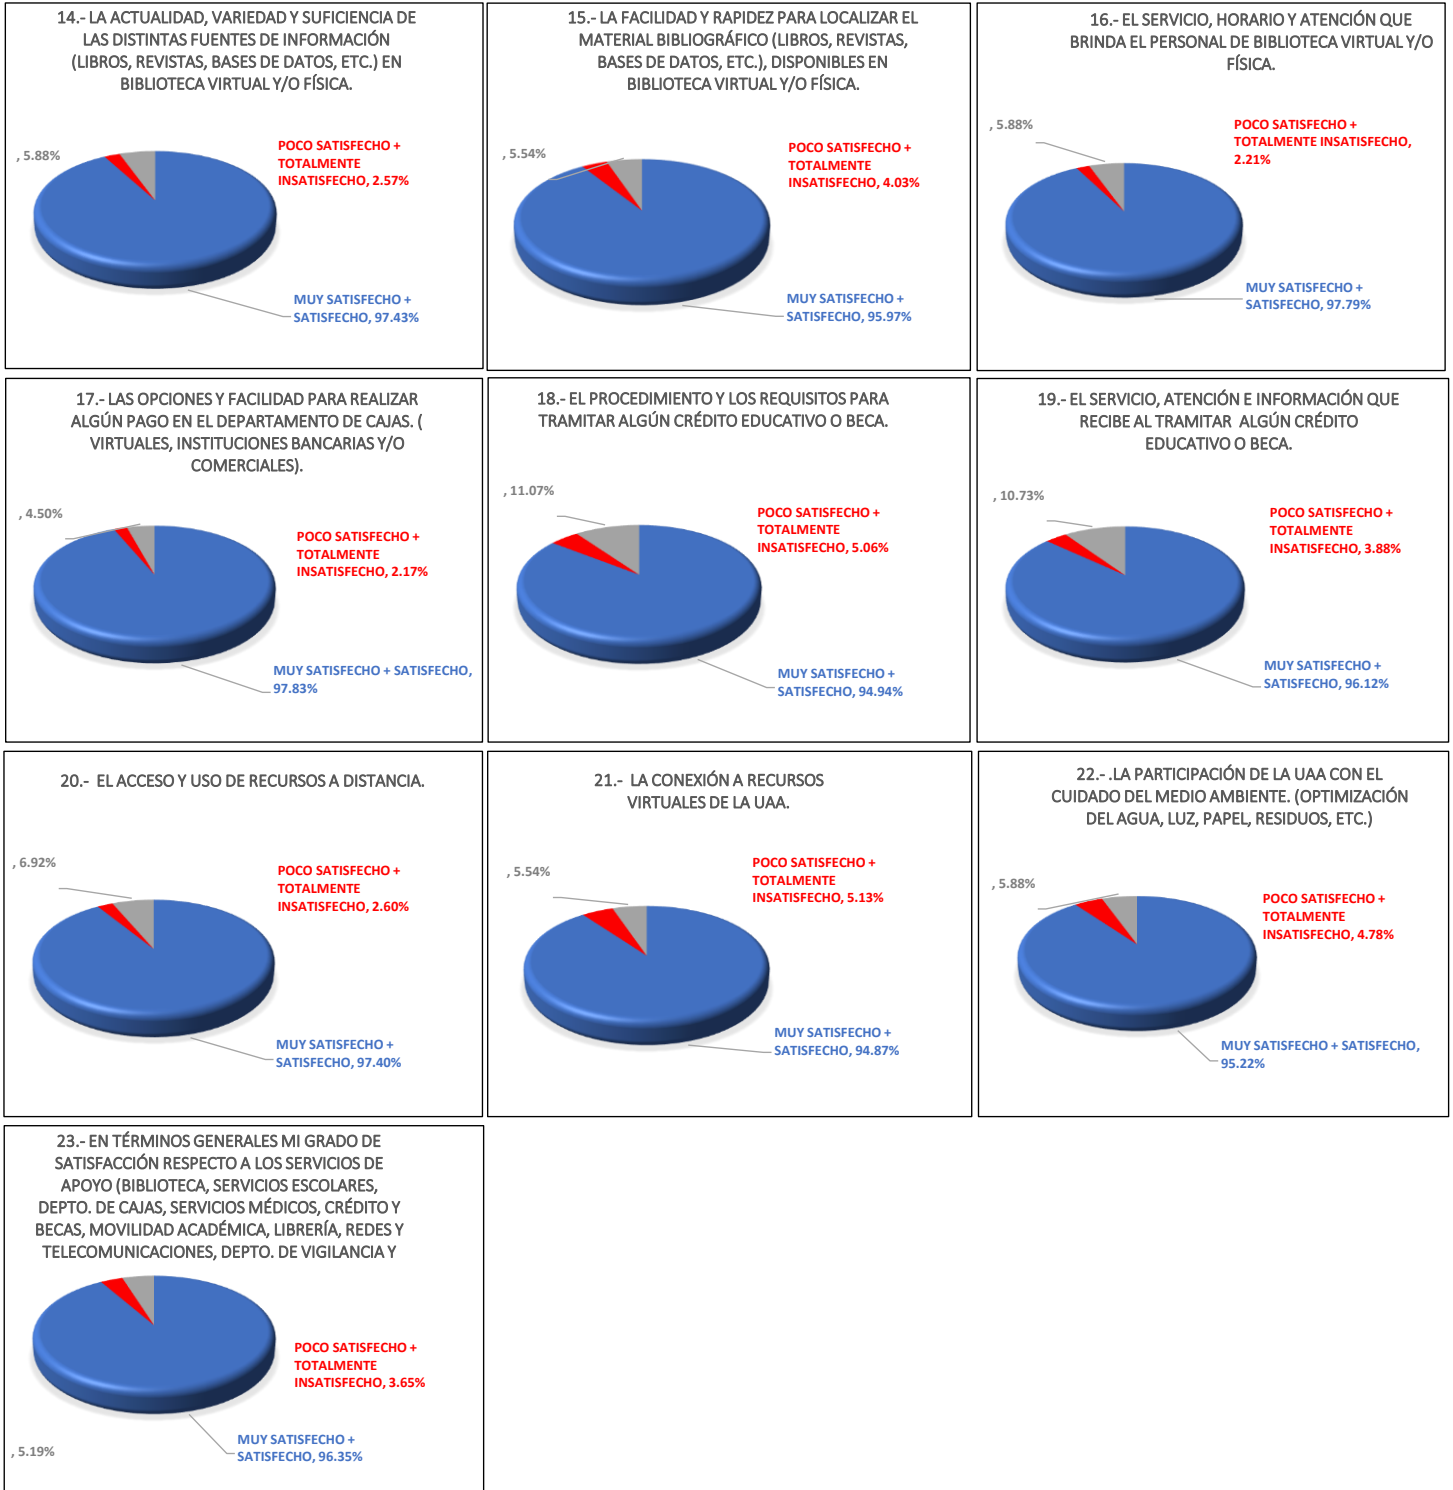 14.- LA ACTUALIDAD, VARIEDAD Y SUFICIENCIA DE
LAS DISTINTAS FUENTES DE INFORMACIÓN
(LIBROS, REVISTAS, BASES DE DATOS, ETC.) EN
BIBLIOTECA VIRTUAL Y/O FÍSICA.
, 5.88%
POCO SATISFECHO +
TOTALMENTE
INSATISFECHO, 2.57%
MUY SATISFECHO +
SATISFECHO, 97.43%
15.- LA FACILIDAD Y RAPIDEZ PARA LOCALIZAR EL
MATERIAL BIBLIOGRÁFICO (LIBROS, REVISTAS,
BASES DE DATOS, ETC.), DISPONIBLES EN
BIBLIOTECA VIRTUAL Y/O FÍSICA.
, 5.54%
POCO SATISFECHO +
TOTALMENTE
INSATISFECHO, 4.03%
MUY SATISFECHO +
SATISFECHO, 95.97%
16.- EL SERVICIO, HORARIO Y ATENCIÓN QUE
BRINDA EL PERSONAL DE BIBLIOTECA VIRTUAL Y/O
FÍSICA.
, 5.88%
POCO SATISFECHO +
TOTALMENTE INSATISFECHO,
2.21%
MUY SATISFECHO +
SATISFECHO, 97.79%
17.- LAS OPCIONES Y FACILIDAD PARA REALIZAR
ALGÚN PAGO EN EL DEPARTAMENTO DE CAJAS. (
VIRTUALES, INSTITUCIONES BANCARIAS Y/O
COMERCIALES).
, 4.50%
POCO SATISFECHO +
TOTALMENTE
INSATISFECHO, 2.17%
MUY SATISFECHO + SATISFECHO,
97.83%
18.- EL PROCEDIMIENTO Y LOS REQUISITOS PARA
TRAMITAR ALGÚN CRÉDITO EDUCATIVO O BECA.
, 11.07%
POCO SATISFECHO +
TOTALMENTE
INSATISFECHO, 5.06%
MUY SATISFECHO +
SATISFECHO, 94.94%
19.- EL SERVICIO, ATENCIÓN E INFORMACIÓN QUE
RECIBE AL TRAMITAR ALGÚN CRÉDITO
EDUCATIVO O BECA.
, 10.73%
POCO SATISFECHO +
TOTALMENTE
INSATISFECHO, 3.88%
MUY SATISFECHO +
SATISFECHO, 96.12%
20.- EL ACCESO Y USO DE RECURSOS A DISTANCIA.
, 6.92%
POCO SATISFECHO +
TOTALMENTE
INSATISFECHO, 2.60%
MUY SATISFECHO +
SATISFECHO, 97.40%
21.- LA CONEXIÓN A RECURSOS
VIRTUALES DE LA UAA.
, 5.54%
POCO SATISFECHO +
TOTALMENTE
INSATISFECHO, 5.13%
MUY SATISFECHO +
SATISFECHO, 94.87%
22.- .LA PARTICIPACIÓN DE LA UAA CON EL
CUIDADO DEL MEDIO AMBIENTE. (OPTIMIZACIÓN
DEL AGUA, LUZ, PAPEL, RESIDUOS, ETC.)
, 5.88%
POCO SATISFECHO +
TOTALMENTE
INSATISFECHO, 4.78%
MUY SATISFECHO + SATISFECHO,
95.22%
23.- EN TÉRMINOS GENERALES MI GRADO DE
SATISFACCIÓN RESPECTO A LOS SERVICIOS DE
APOYO (BIBLIOTECA, SERVICIOS ESCOLARES,
DEPTO. DE CAJAS, SERVICIOS MÉDICOS, CRÉDITO Y
BECAS, MOVILIDAD ACADÉMICA, LIBRERÍA, REDES Y
TELECOMUNICACIONES, DEPTO. DE VIGILANCIA Y
POCO SATISFECHO +
TOTALMENTE
INSATISFECHO, 3.65%
MUY SATISFECHO +
SATISFECHO, 96.35%
, 5.19%